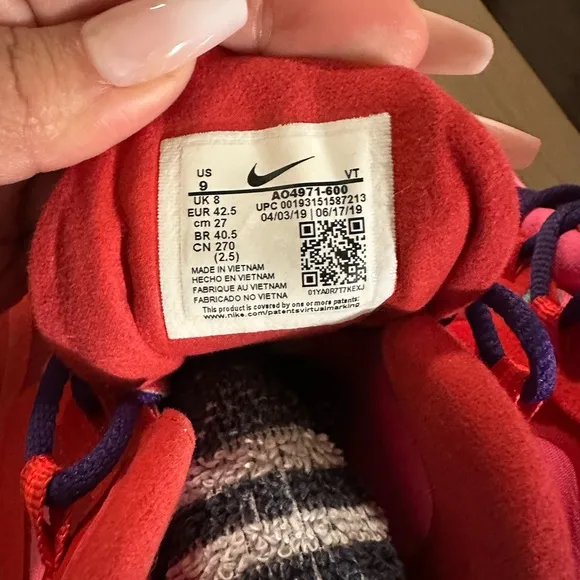 US VT
9
UK 8 AO4971-600
EUR 42.5 UPC 00193151587213
cm 27 04/03/19 | 06/17/19
BR 40.5
CN 270
(2.5)
MADE IN VIETNAM
HECHO EN VIETNAM
FABRIQUE AU VIETNAM
FABRICADO NO VIETNA
01YA0R7T7KEXJ
This product is covered by one or more patents:
www.nike.com/patentsvirtualmarking